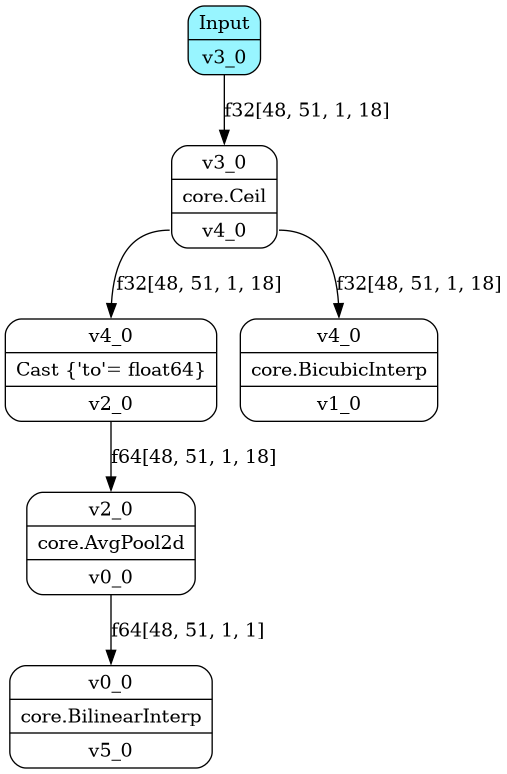 Input
v3_0
f32[48, 51, 1, 18]
v3_0
core.Ceil
v4_0
f32[48, 51, 1, 18]
f32[48, 51, 1, 18]
v4_0
Cast {'to'= float64}
v2_0
v4_0
core.BicubicInterp
v1_0
f64[48, 51, 1, 18]
v2_0
core.AvgPool2d
v0_0
f64[48, 51, 1, 1]
v0_0
core.BilinearInterp
v5_0